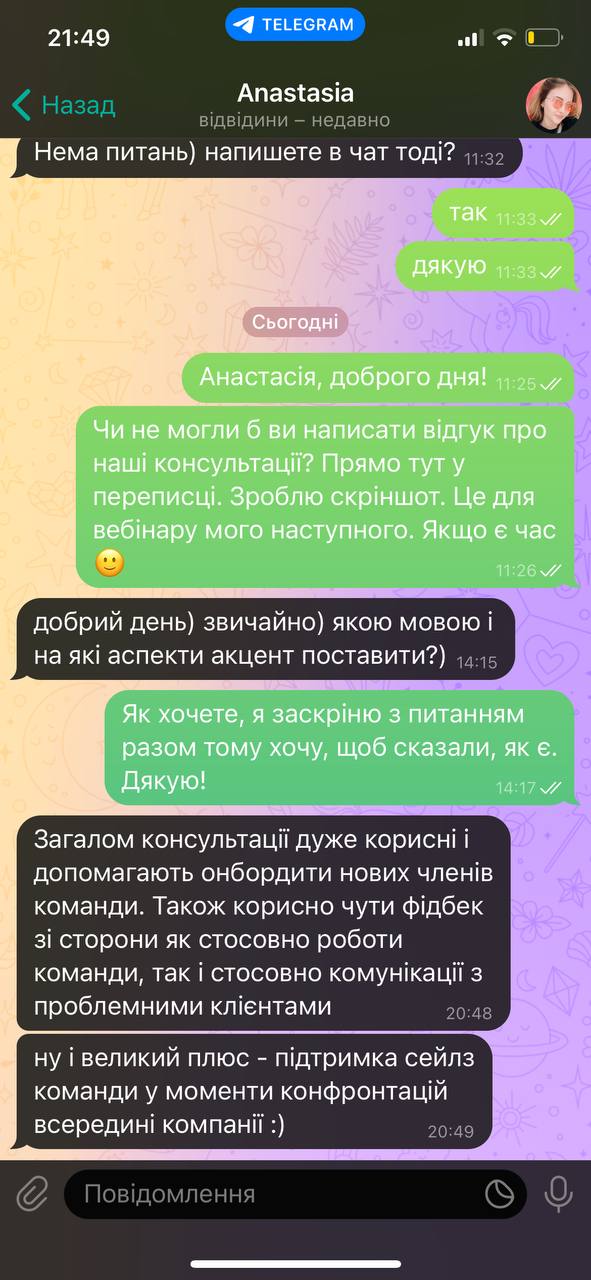 21:49
TELEGRAM
Назад
Anastasia
відвідини – недавно
Нема питань) напишете в чат тоді? 11:32
так 11:33
дякую 11:33
Сьогодні
Анастасія, доброго дня! 11:25
Чи не могли б ви написати відгук про
наші консультації? Прямо тут у
переписці. Зроблю скріншот. Це для
вебінару мого наступного. Якщо є час
🙂 11:26
добрий день) звичайно) якою мовою і
на які аспекти акцент поставити?) 14:15
Як хочете, я заскріню з питанням
разом тому хочу, щоб сказали, як є.
Дякую! 14:17
Загалом консультації дуже корисні і
допомагають онбордити нових членів
команди. Також корисно чути фідбек
зі сторони як стосовно роботи
команди, так і стосовно комунікації з
проблемними клієнтами 20:48
ну і великий плюс - підтримка сейлз
команди у моменти конфронтацій
всередині компанії :) 20:49
Повідомлення